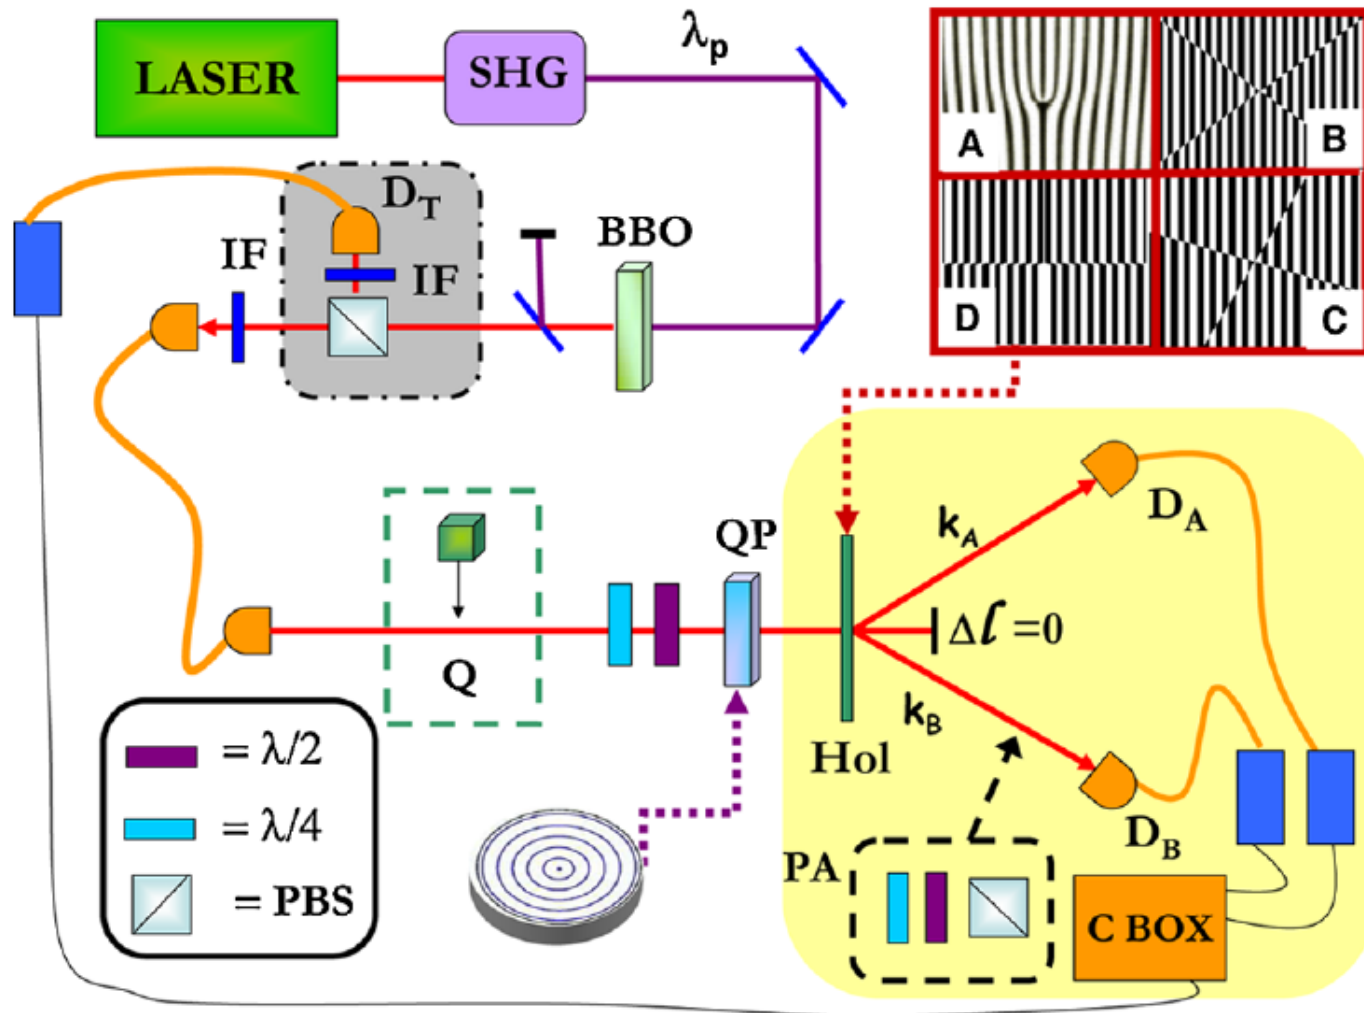 LASER
SHG
λp
A
B
D
C
DT
IF
IF
BBO
Q
QP
Hol
kA
kB
Δl =0
DA
DB
PA
C BOX
= λ/2
= λ/4
= PBS